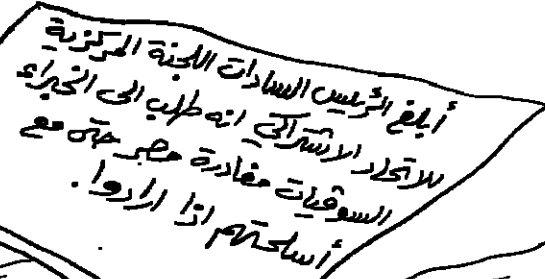 أبلغ الرئيس السادات اللجنة المركزية
للاتحاد الاشتراكي انه طلب الى الخبراء
السوفيات مغادرة مصر حتى مع
أسلحتهم اذا ارادوا.